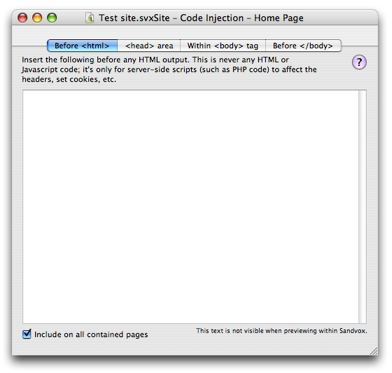 Test site.svxSite – Code Injection – Home Page
Before <html> <head> area Within <body> tag Before </body>
Insert the following before any HTML output. This is never any HTML or
Javascript code; it's only for server-side scripts (such as PHP code) to affect the
headers, set cookies, etc.
?
Include on all contained pages
This text is not visible when previewing within Sandvox.